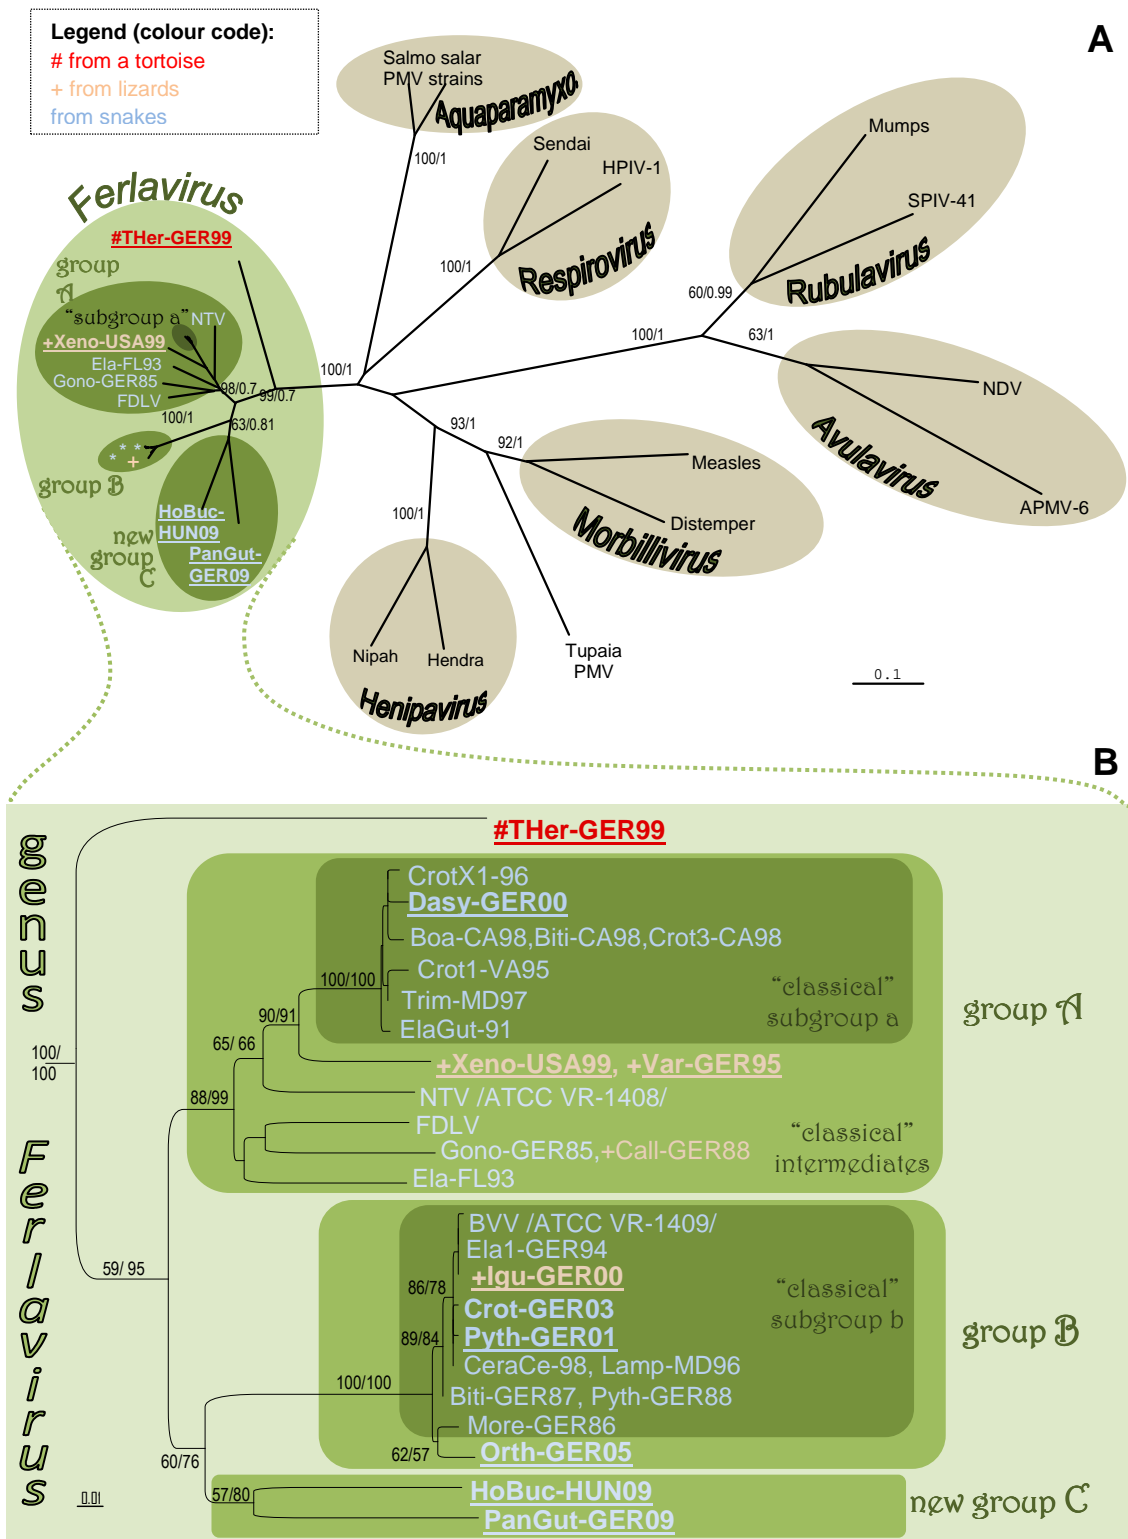 Legend (colour code):
# from a tortoise
+ from lizards
from snakes
A
Salmo salar
PMV strains
Aquaparamyxo.
100/1
Sendai
HPIV-1
Respirovirus
100/1
Mumps
SPIV-41
Rubulavirus
60/0.99
100/1
63/1
NDV
Avulavirus
APMV-6
Ferlavirus
#THer-GER99
group
A
"subgroup a"
NTV
+Xeno-USA99
Ela-FL93
Gono-GER85
FDLV
98/0.7
99/0.7
100/1
100/1
63/0.81
* * *
*
+
group B
HoBuc-
HUN09
new
group
C
PanGut-
GER09
93/1
92/1
Measles
Distemper
Morbillivirus
100/1
Nipah
Hendra
Henipavirus
Tupaia
PMV
0.1
B
genus
Ferlavirus
#THer-GER99
CrotX1-96
Dasy-GER00
Boa-CA98,Biti-CA98,Crot3-CA98
Crot1-VA95
100/100
Trim-MD97
ElaGut-91
"classical"
subgroup a
group A
90/91
65/ 66
+Xeno-USA99, +Var-GER95
100/
100
88/99
NTV /ATCC VR-1408/
FDLV
Gono-GER85,+Call-GER88
Ela-FL93
"classical"
intermediates
BVV /ATCC VR-1409/
Ela1-GER94
+Igu-GER00
86/78
Crot-GER03
Pyth-GER01
89/84
CeraCe-98, Lamp-MD96
Biti-GER87, Pyth-GER88
100/100
More-GER86
Orth-GER05
62/57
"classical"
subgroup b
group B
59/ 95
60/76
57/80
HoBuc-HUN09
PanGut-GER09
new group C
0.01